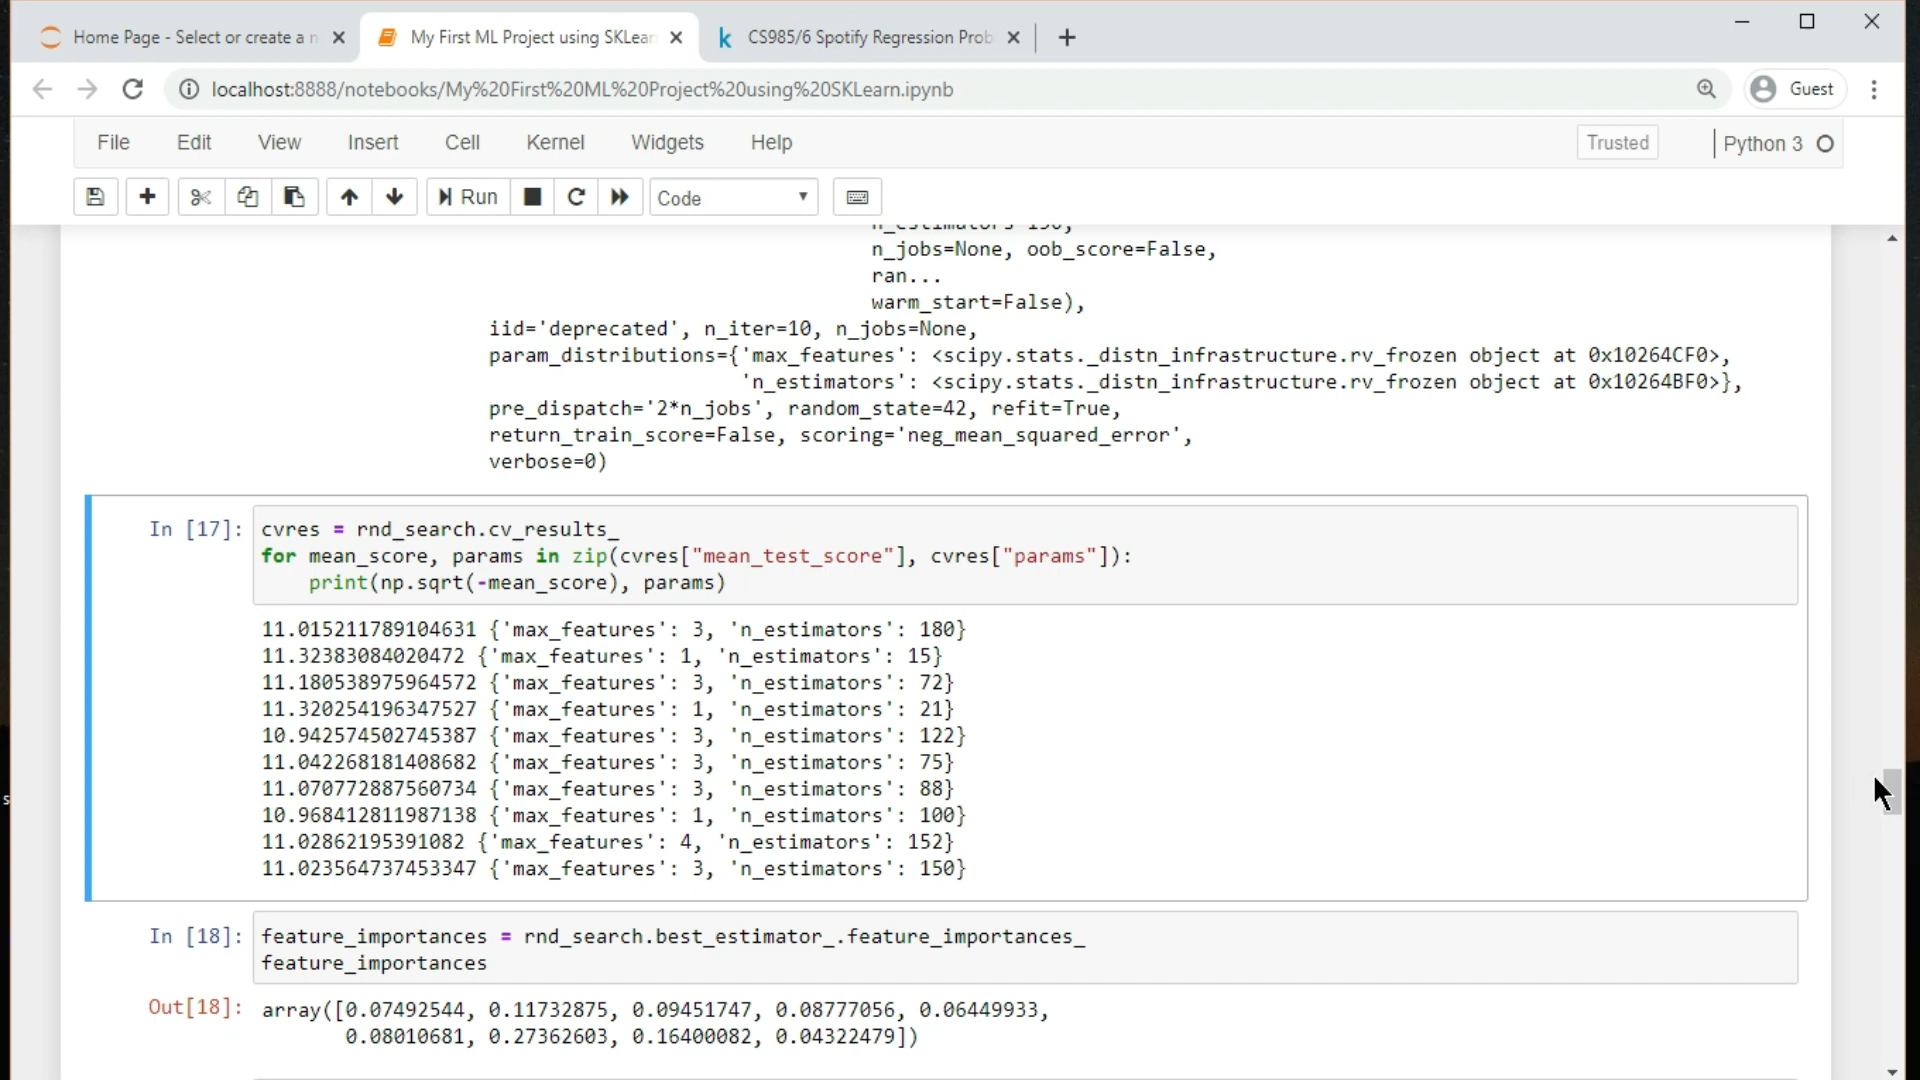 Home Page - Select or create a n
My First ML Project using SKLear
CS985/6 Spotify Regression Prob
localhost:8888/notebooks/My%20First%20ML%20Project%20using%20SKLearn.ipynb
Guest
File Edit View Insert Cell Kernel Widgets Help
Trusted
Python 3
Run
Code
n_jobs=None, oob_score=False,
ran...
warm_start=False),
iid='deprecated', n_iter=10, n_jobs=None,
param_distributions={'max_features': <scipy.stats._distn_infrastructure.rv_frozen object at 0x10264CF0>,
'n_estimators': <scipy.stats._distn_infrastructure.rv_frozen object at 0x10264BF0>},
pre_dispatch='2*n_jobs', random_state=42, refit=True,
return_train_score=False, scoring='neg_mean_squared_error',
verbose=0)
In [17]: cvres = rnd_search.cv_results_
for mean_score, params in zip(cvres["mean_test_score"], cvres["params"]):
print(np.sqrt(-mean_score), params)
11.015211789104631 {'max_features': 3, 'n_estimators': 180}
11.32383084020472 {'max_features': 1, 'n_estimators': 15}
11.180538975964572 {'max_features': 3, 'n_estimators': 72}
11.320254196347527 {'max_features': 1, 'n_estimators': 21}
10.942574502745387 {'max_features': 3, 'n_estimators': 122}
11.042268181408682 {'max_features': 3, 'n_estimators': 75}
11.070772887560734 {'max_features': 3, 'n_estimators': 88}
10.968412811987138 {'max_features': 1, 'n_estimators': 100}
11.02862195391082 {'max_features': 4, 'n_estimators': 152}
11.023564737453347 {'max_features': 3, 'n_estimators': 150}
In [18]: feature_importances = rnd_search.best_estimator_.feature_importances_
feature_importances
Out[18]: array([0.07492544, 0.11732875, 0.09451747, 0.08777056, 0.06449933,
0.08010681, 0.27362603, 0.16400082, 0.04322479])